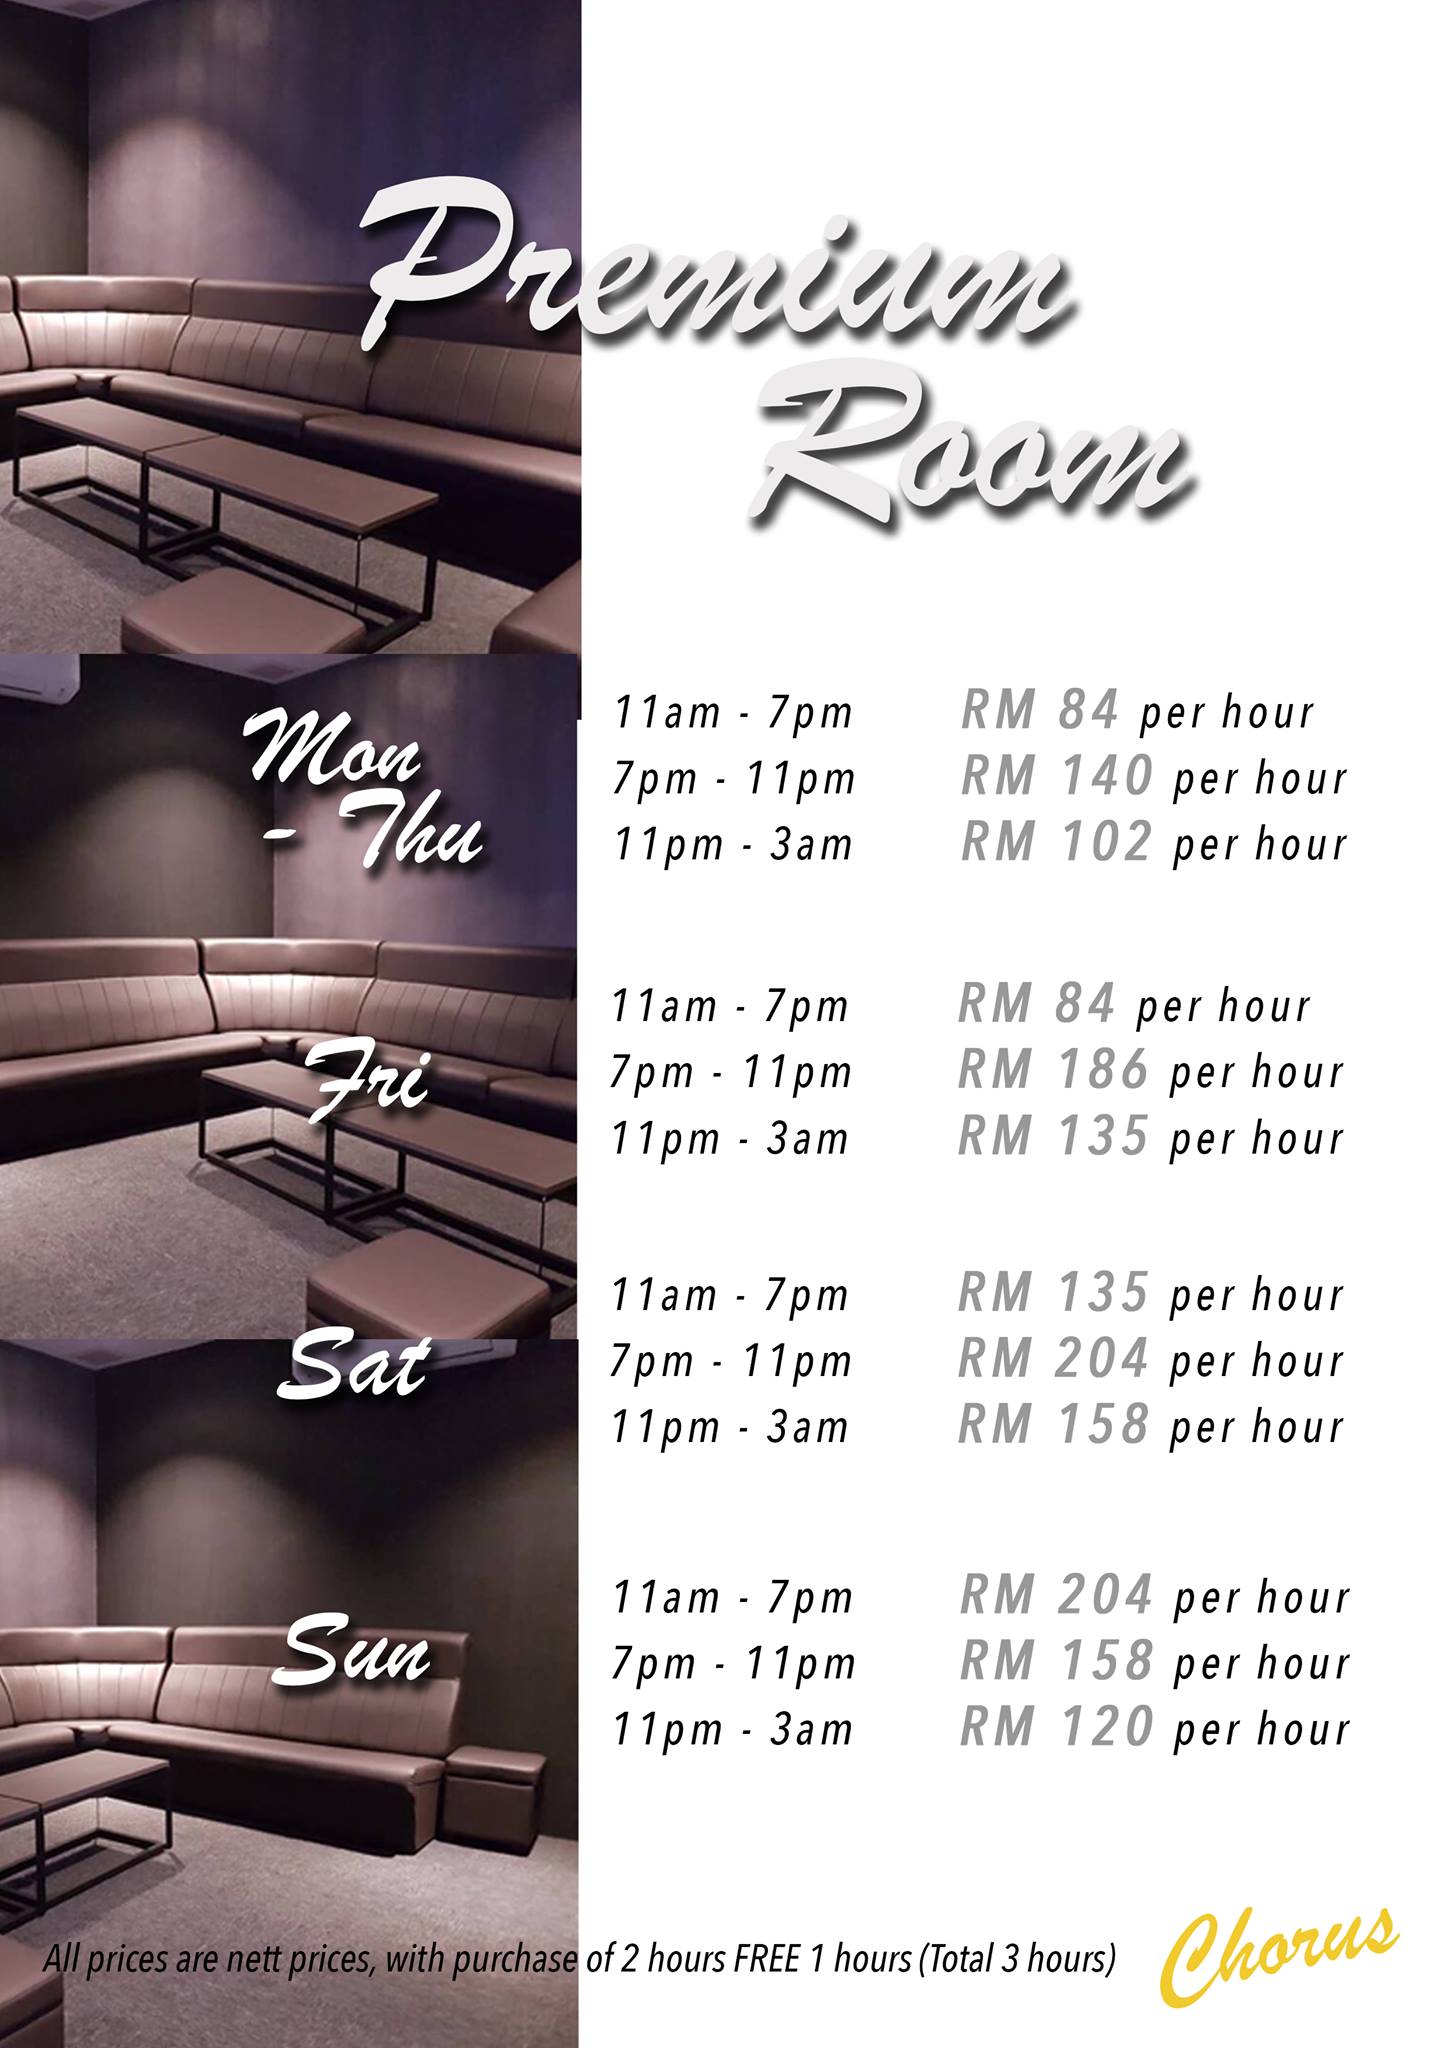 Premium
Room
Mon
- Thu
11am - 7pm RM 84 per hour
7pm - 11pm RM 140 per hour
11pm - 3am RM 102 per hour
Fri
11am - 7pm RM 84 per hour
7pm - 11pm RM 186 per hour
11pm - 3am RM 135 per hour
Sat
11am - 7pm RM 135 per hour
7pm - 11pm RM 204 per hour
11pm - 3am RM 158 per hour
Sun
11am - 7pm RM 204 per hour
7pm - 11pm RM 158 per hour
11pm - 3am RM 120 per hour
All prices are nett prices, with purchase of 2 hours FREE 1 hours (Total 3 hours)
Chorus